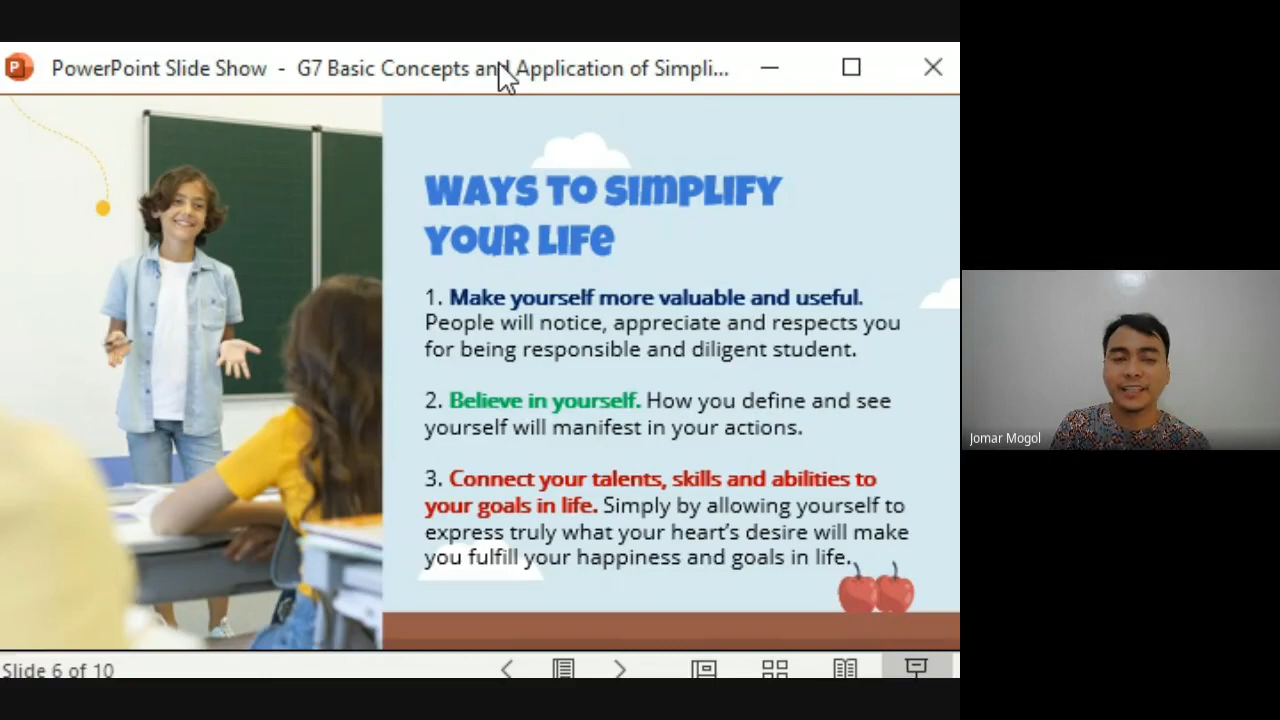 P
PowerPoint Slide Show - G7 Basic Concepts and Application of Simpli...
WAYS TO SIMPLIFY
YOUR LIFE
1. Make yourself more valuable and useful.
People will notice, appreciate and respects you
for being responsible and diligent student.
2. Believe in yourself. How you define and see
yourself will manifest in your actions.
3. Connect your talents, skills and abilities to
your goals in life. Simply by allowing yourself to
express truly what your heart's desire will make
you fulfill your happiness and goals in life.
Jomar Mogol
Slide 6 of 10